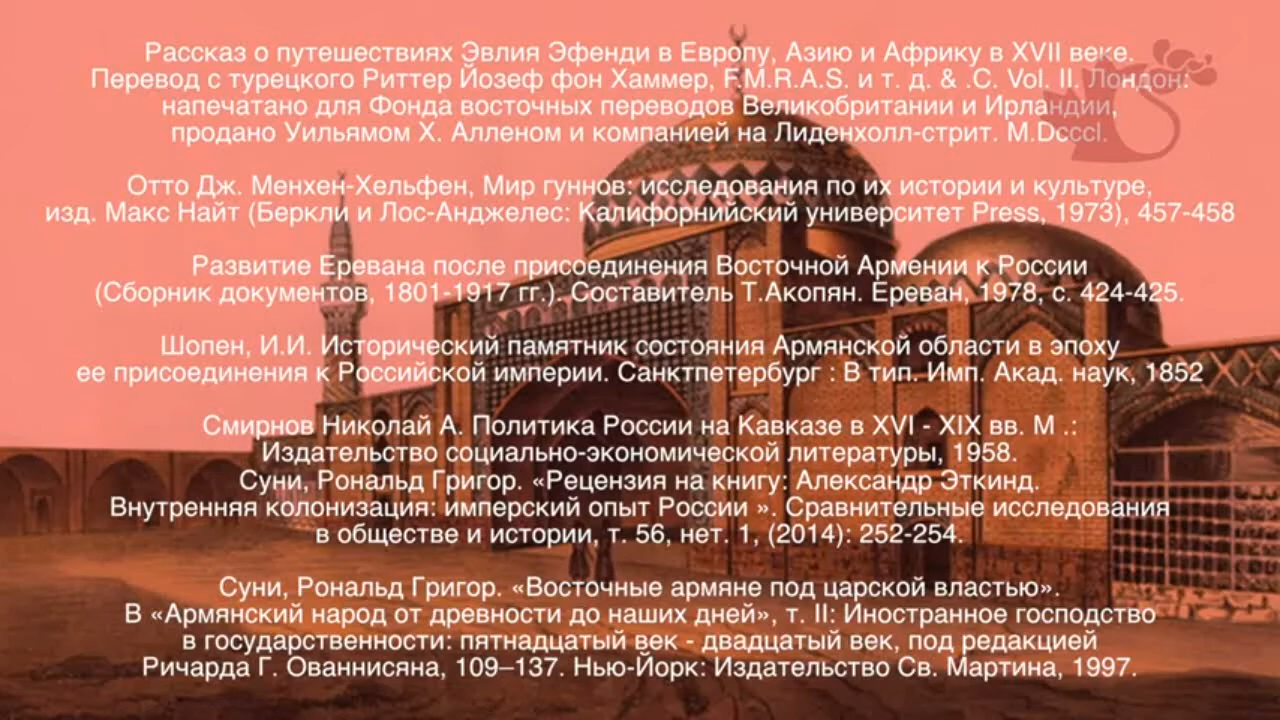 Рассказ о путешествиях Эвлия Эфенди в Европу, Азию и Африку в XVII веке.
Перевод с турецкого Риттер Йозеф фон Хаммер, F.M.R.A.S. и т. д. & .C. Vol. II, Лондон:
напечатано для Фонда восточных переводов Великобритании и Ирландии,
продано Уильямом Х. Алленом и компанией на Лиденхолл-стрит. M.Dcccl.
Отто Дж. Менхен-Хельфен, Мир гуннов: исследования по их истории и культуре,
изд. Макс Найт (Беркли и Лос-Анджелес: Калифорнийский университет Press, 1973), 457-458
Развитие Еревана после присоединения Восточной Армении к России
(Сборник документов, 1801-1917 гг.). Составитель Т.Акопян. Ереван, 1978, с. 424-425.
Шопен, И.И. Исторический памятник состояния Армянской области в эпоху
ее присоединения к Российской империи. Санктпетербург : В тип. Имп. Акад. наук, 1852
Смирнов Николай А. Политика России на Кавказе в XVI - XIX вв. М .:
Издательство социально-экономической литературы, 1958.
Суни, Рональд Григор. «Рецензия на книгу: Александр Эткинд.
Внутренняя колонизация: имперский опыт России ». Сравнительные исследования
в обществе и истории, т. 56, нет. 1, (2014): 252-254.
Суни, Рональд Григор. «Восточные армяне под царской властью».
В «Армянский народ от древности до наших дней», т. II: Иностранное господство
в государственности: пятнадцатый век - двадцатый век, под редакцией
Ричарда Г. Ованнисяна, 109–137. Нью-Йорк: Издательство Св. Мартина, 1997.